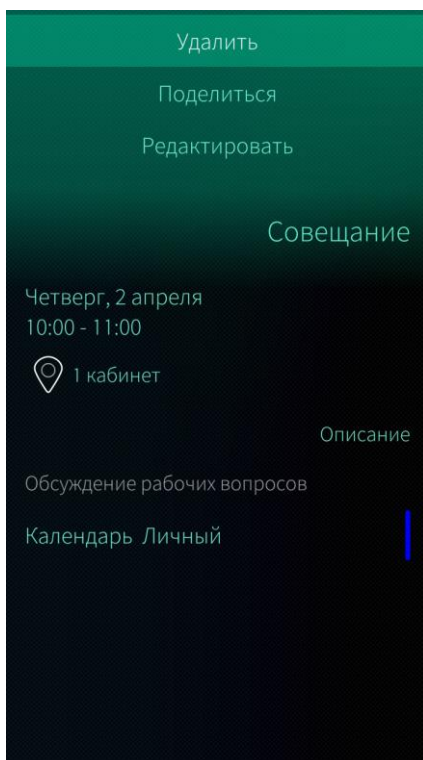 Удалить
Поделиться
Редактировать
Совещание
Четверг, 2 апреля
10:00 - 11:00
1 кабинет
Описание
Обсуждение рабочих вопросов
Календарь Личный